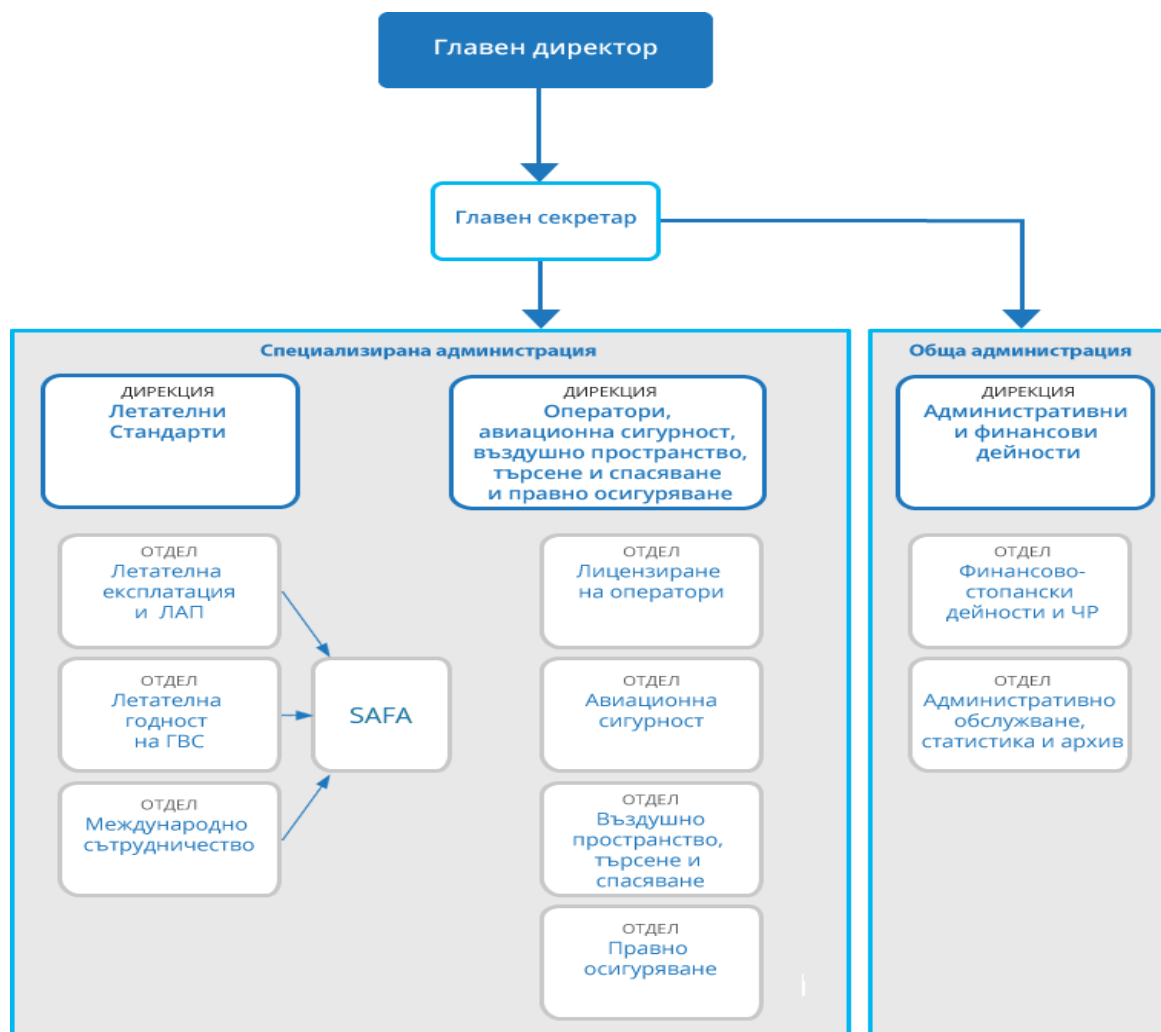 Главен директор
Главен секретар
Специализирана администрация
ДИРЕКЦИЯ
Летателни
Стандарти
ДИРЕКЦИЯ
Оператори,
авиационна сигурност,
въздушно пространство,
търсене и спасяване
и правно осигуряване
ОТДЕЛ
Летателна
експлатация
и ЛАП
ОТДЕЛ
Летателна
годност
на ГВС
ОТДЕЛ
Международно
сътрудничество
SAFA
ОТДЕЛ
Лицензиране
на оператори
ОТДЕЛ
Авиационна
сигурност
ОТДЕЛ
Въздушно
пространство,
търсене и
спасяване
ОТДЕЛ
Правно
осигуряване
Обща администрация
ДИРЕКЦИЯ
Административни
и финансови
дейности
ОТДЕЛ
Финансово-
стопански
дейности и ЧР
ОТДЕЛ
Административно
обслужване,
статистика и архив